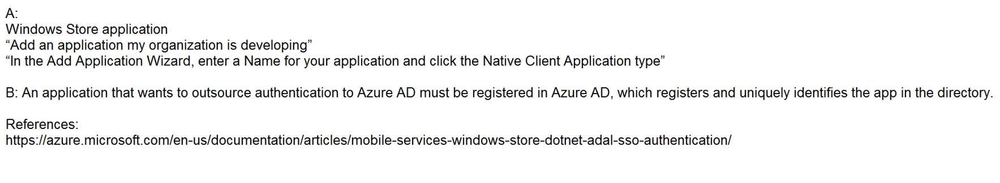 A:
Windows Store application
“Add an application my organization is developing”
“In the Add Application Wizard, enter a Name for your application and click the Native Client Application type”
B: An application that wants to outsource authentication to Azure AD must be registered in Azure AD, which registers and uniquely identifies the app in the directory.
References:
https://azure.microsoft.com/en-us/documentation/articles/mobile-services-windows-store-dotnet-adal-sso-authentication/